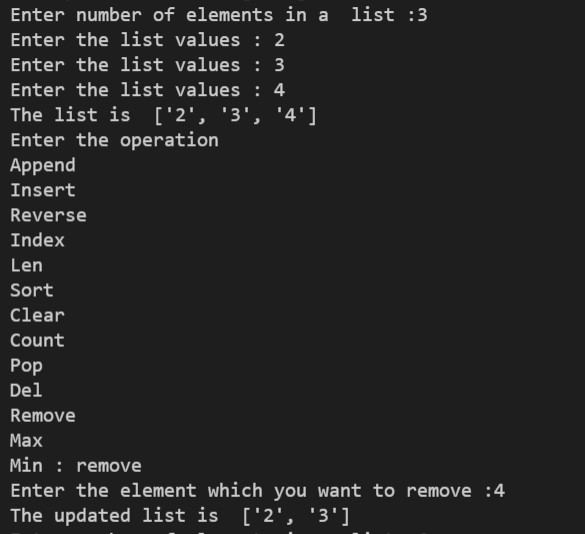 Enter number of elements in a  list :3
Enter the list values : 2
Enter the list values : 3
Enter the list values : 4
The list is  ['2', '3', '4']
Enter the operation
Append
Insert
Reverse
Index
Len
Sort
Clear
Count
Pop
Del
Remove
Max
Min : remove
Enter the element which you want to remove :4
The updated list is  ['2', '3']